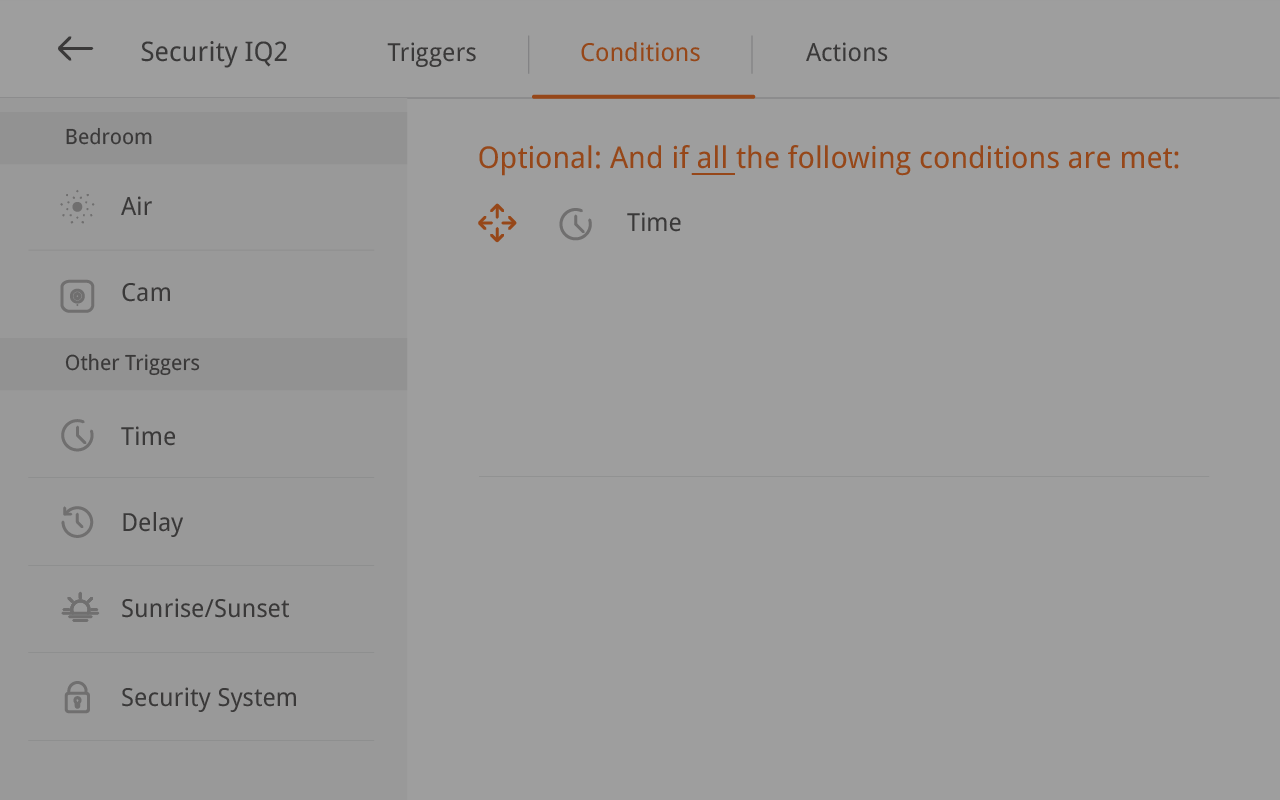 Security IQ2
Triggers
Conditions
Actions
Bedroom
Air
Cam
Other Triggers
Time
Delay
Sunrise/Sunset
Security System
Optional: And if all the following conditions are met:
Time